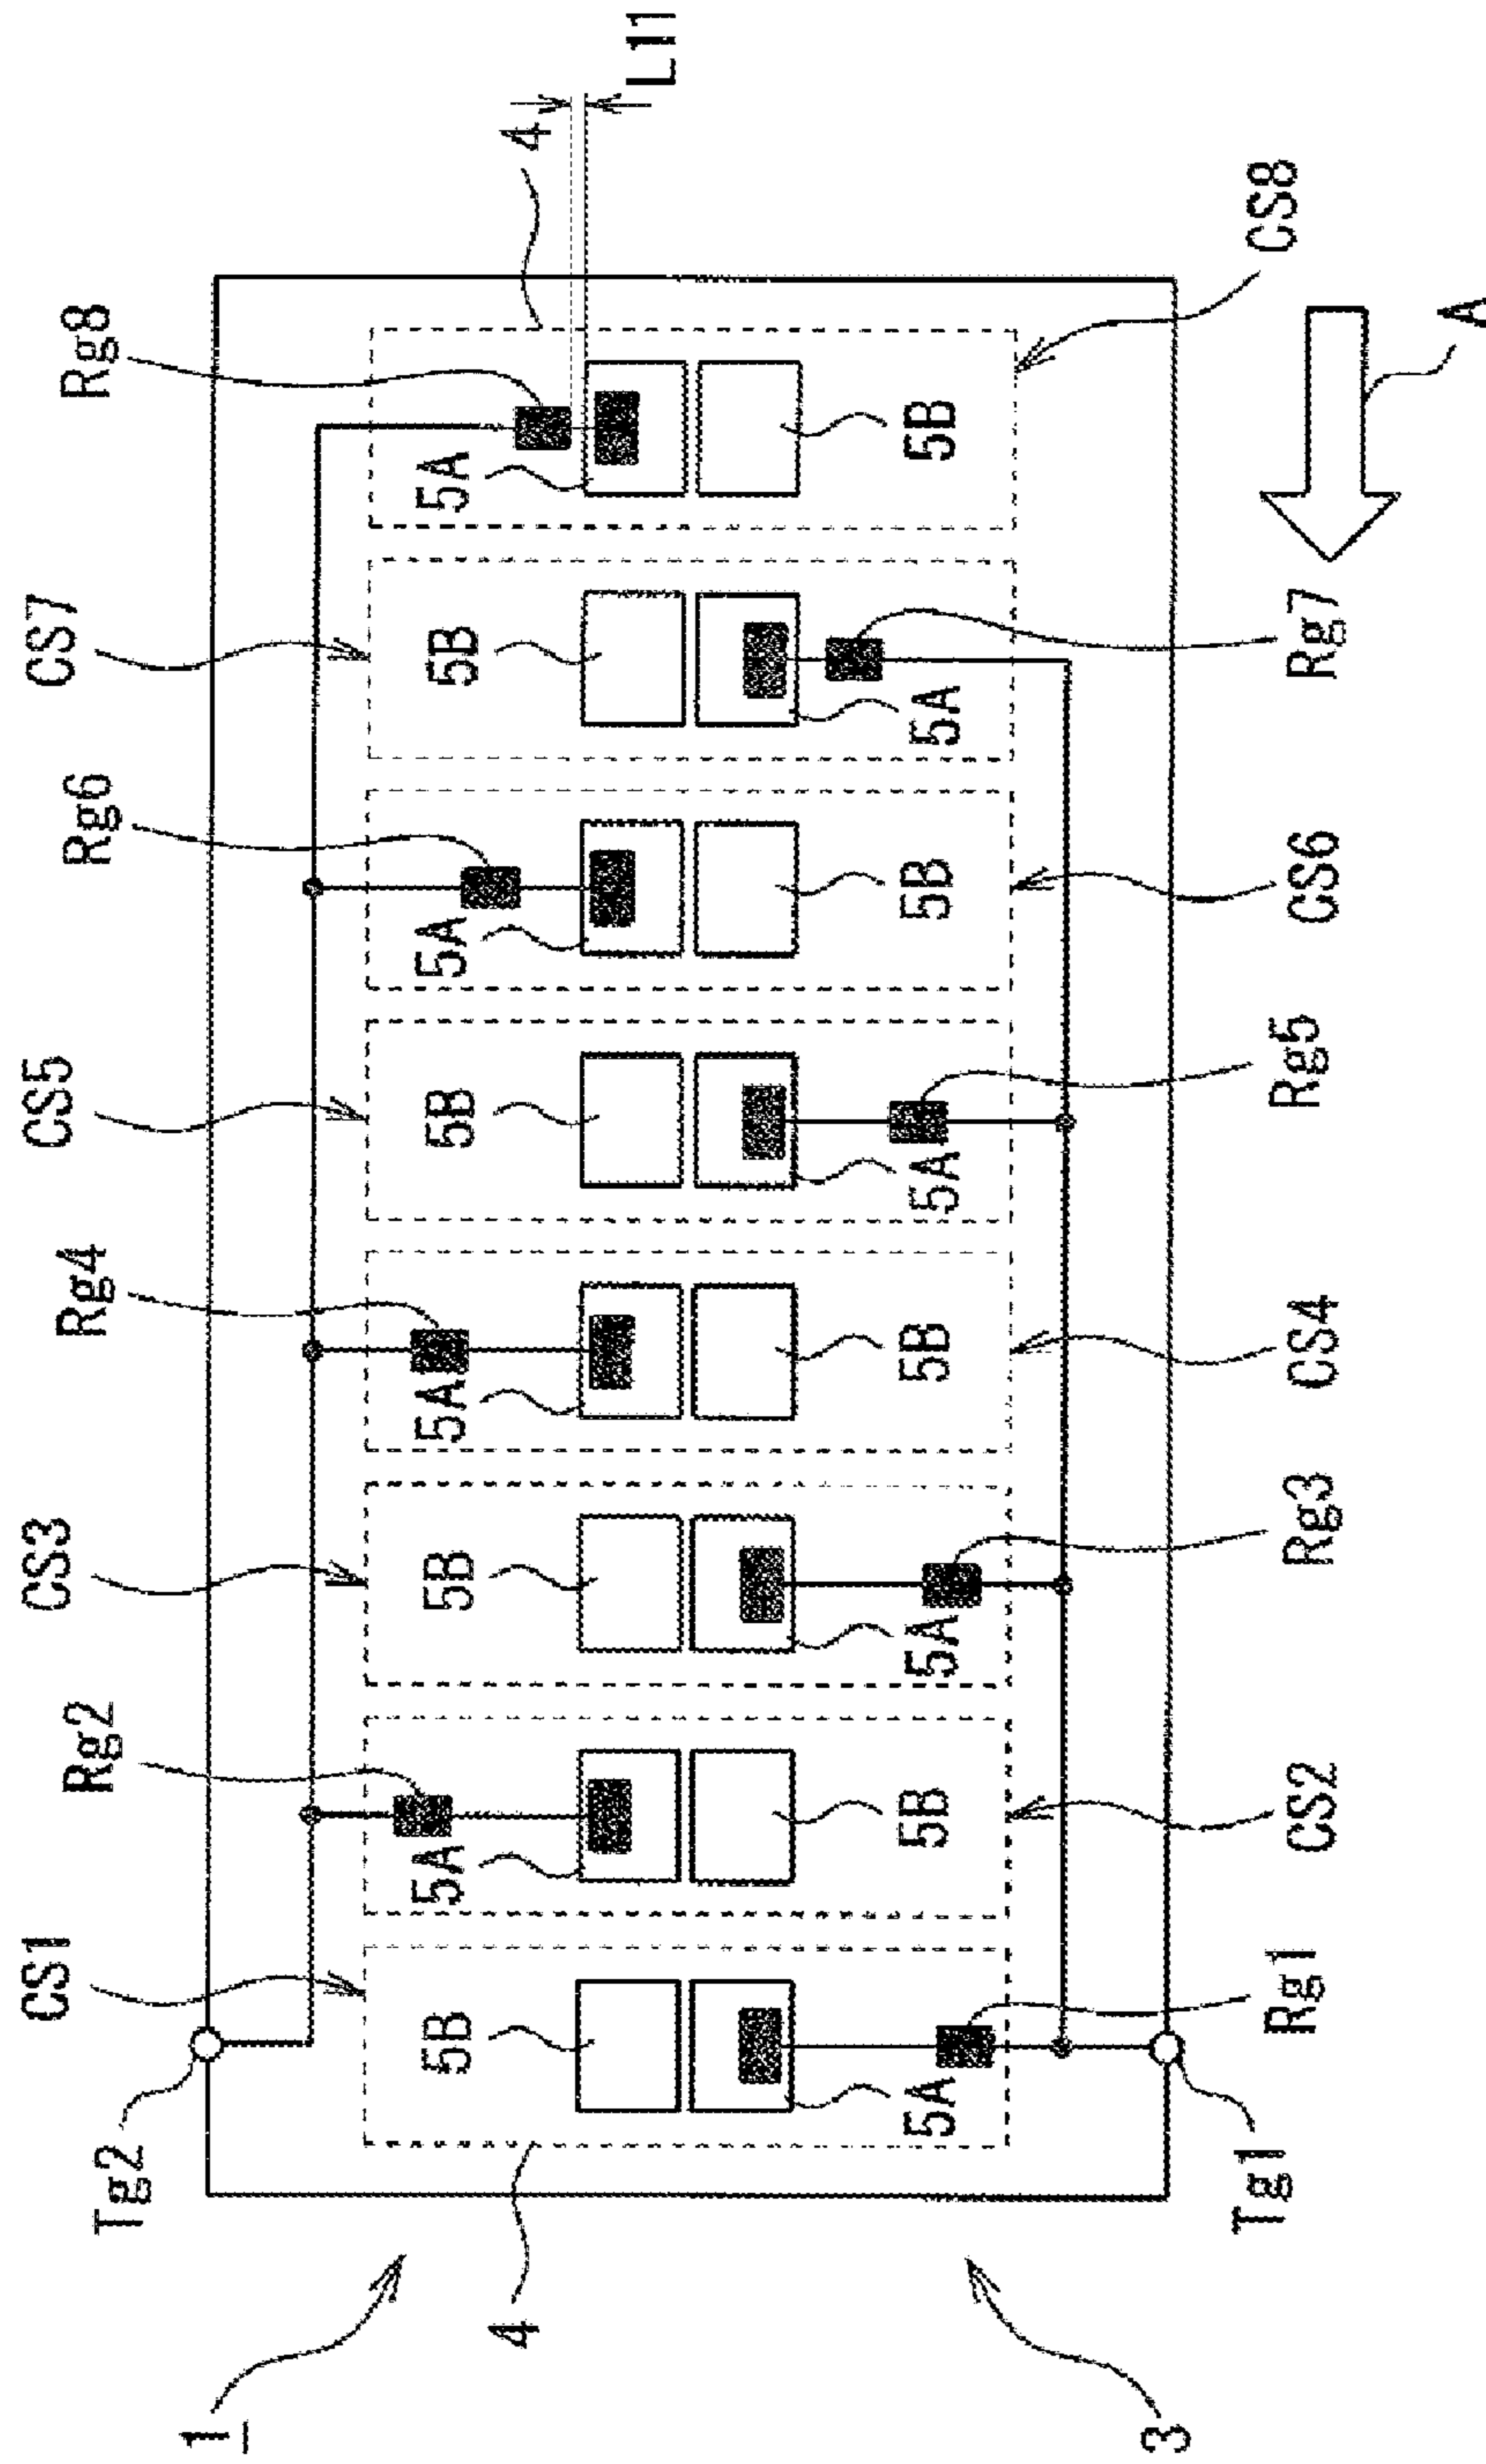 CS1 CS3 CS5 CS7
Tg2 Rg2 Rg4 Rg6 Rg8
1
5B 5A 5B 5A 5B 5A 5B 5A
4 4
L11
5A 5B 5A 5B 5A 5B 5A 5B
3
Tg1 Rg1 CS2 Rg3 CS4 Rg5 CS6 Rg7 CS8
A